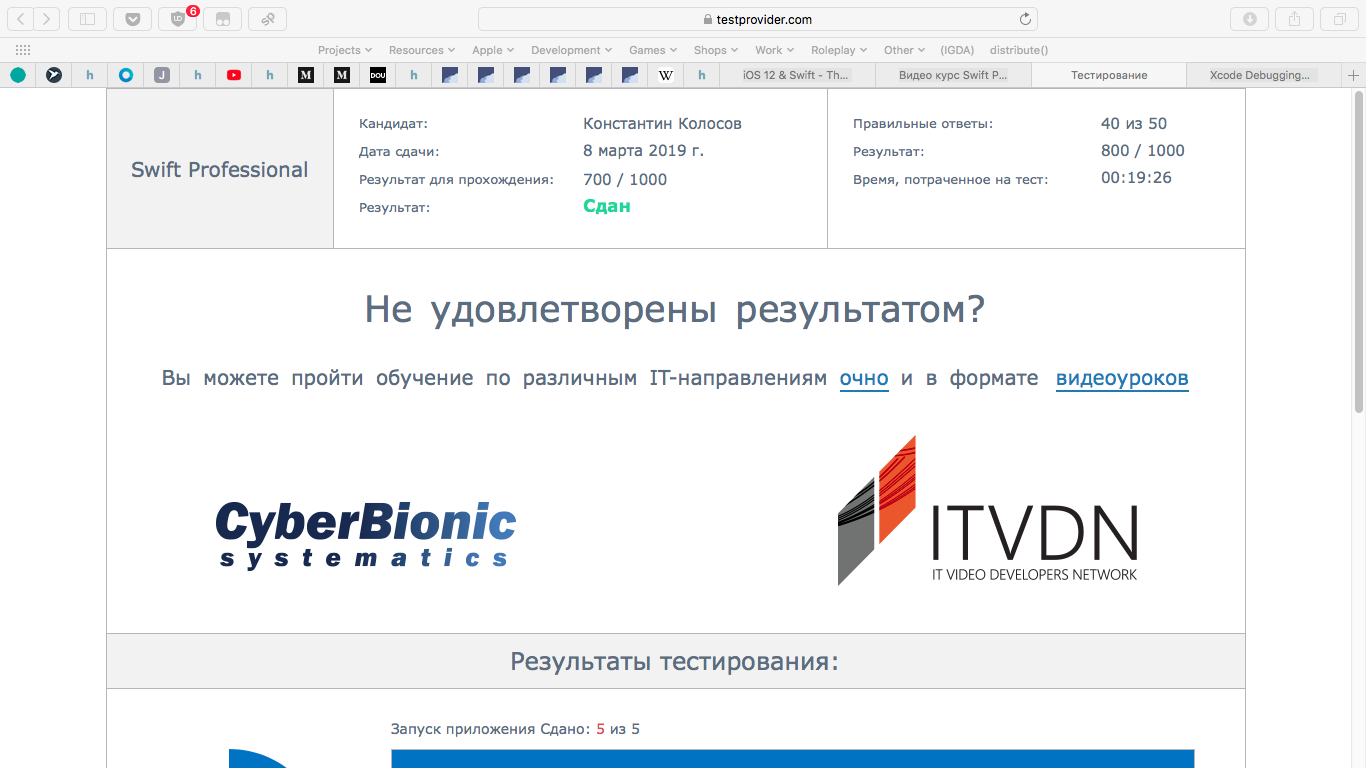 6
testprovider.com
Projects Resources Apple Development Games Shops Work Roleplay Other (IGDA) distribute()
h J h h M M DOU h W h iOS 12 & Swift - Th... Видео курс Swift P... Тестирование Xcode Debugging...
Swift Professional
Кандидат: Константин Колосов
Дата сдачи: 8 марта 2019 г.
Результат для прохождения: 700 / 1000
Результат: Сдан
Правильные ответы: 40 из 50
Результат: 800 / 1000
Время, потраченное на тест: 00:19:26
Не удовлетворены результатом?
Вы можете пройти обучение по различным IT-направлениям очно и в формате видеоуроков
CyberBionic
systematics
ITVDN
IT VIDEO DEVELOPERS NETWORK
Результаты тестирования:
Запуск приложения Сдано: 5 из 5